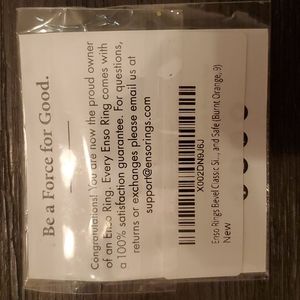 Be a Force for Good.
Congratulations! You are now the proud owner
of an Enso Ring. Every Enso Ring comes with
a 100% satisfaction guarantee. For questions,
returns or exchanges please email us at
support@ensorings.com
X002DN9J6J
Enso Rings Bevel Classic Si... and Safe (Burnt Orange, 9)
New